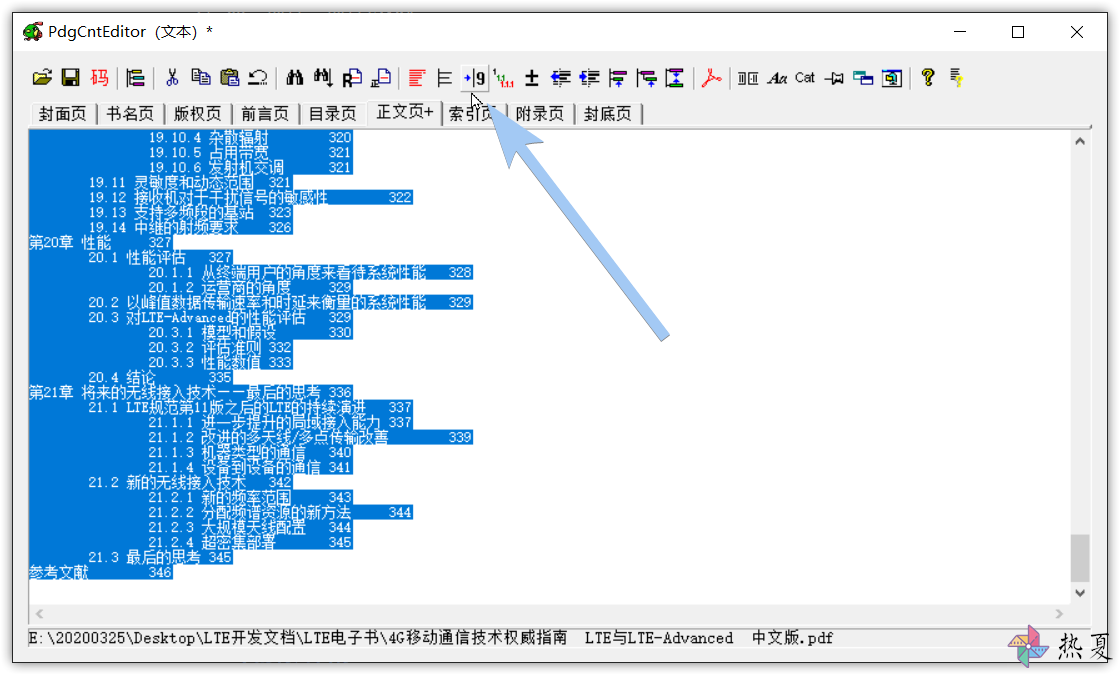 PdgCntEditor (文本) *
码 9 Aa Cat
封面页 书名页 版权页 前言页 目录页 正文页+ 索引页 附录页 封底页
19.10.4 杂散辐射 320
19.10.5 占用带宽 321
19.10.6 发射机交调 321
19.11 灵敏度和动态范围 321
19.12 接收机对于干扰信号的敏感性 322
19.13 支持多频段的基站 323
19.14 中继的射频要求 326
第20章 性能 327
20.1 性能评估 327
20.1.1 从终端用户的角度来看待系统性能 328
20.1.2 运营商的角度 329
20.2 以峰值数据传输速率和时延来衡量的系统性能 329
20.3 对LTE-Advanced的性能评估 329
20.3.1 模型和假设 330
20.3.2 评估准则 332
20.3.3 性能数值 333
20.4 结论 335
第21章 将来的无线接入技术——最后的思考 336
21.1 LTE规范第11版之后的LTE的持续演进 337
21.1.1 进一步提升的局域接入能力 337
21.1.2 改进的多天线/多点传输改善 339
21.1.3 机器类型的通信 340
21.1.4 设备到设备的通信 341
21.2 新的无线接入技术 342
21.2.1 新的频率范围 343
21.2.2 分配频谱资源的新方法 344
21.2.3 大规模天线配置 344
21.2.4 超密集部署 345
21.3 最后的思考 345
参考文献 346
E:\20200325\Desktop\LTE开发文档\LTE电子书\4G移动通信技术权威指南 LTE与LTE-Advanced 中文版.pdf
热夏